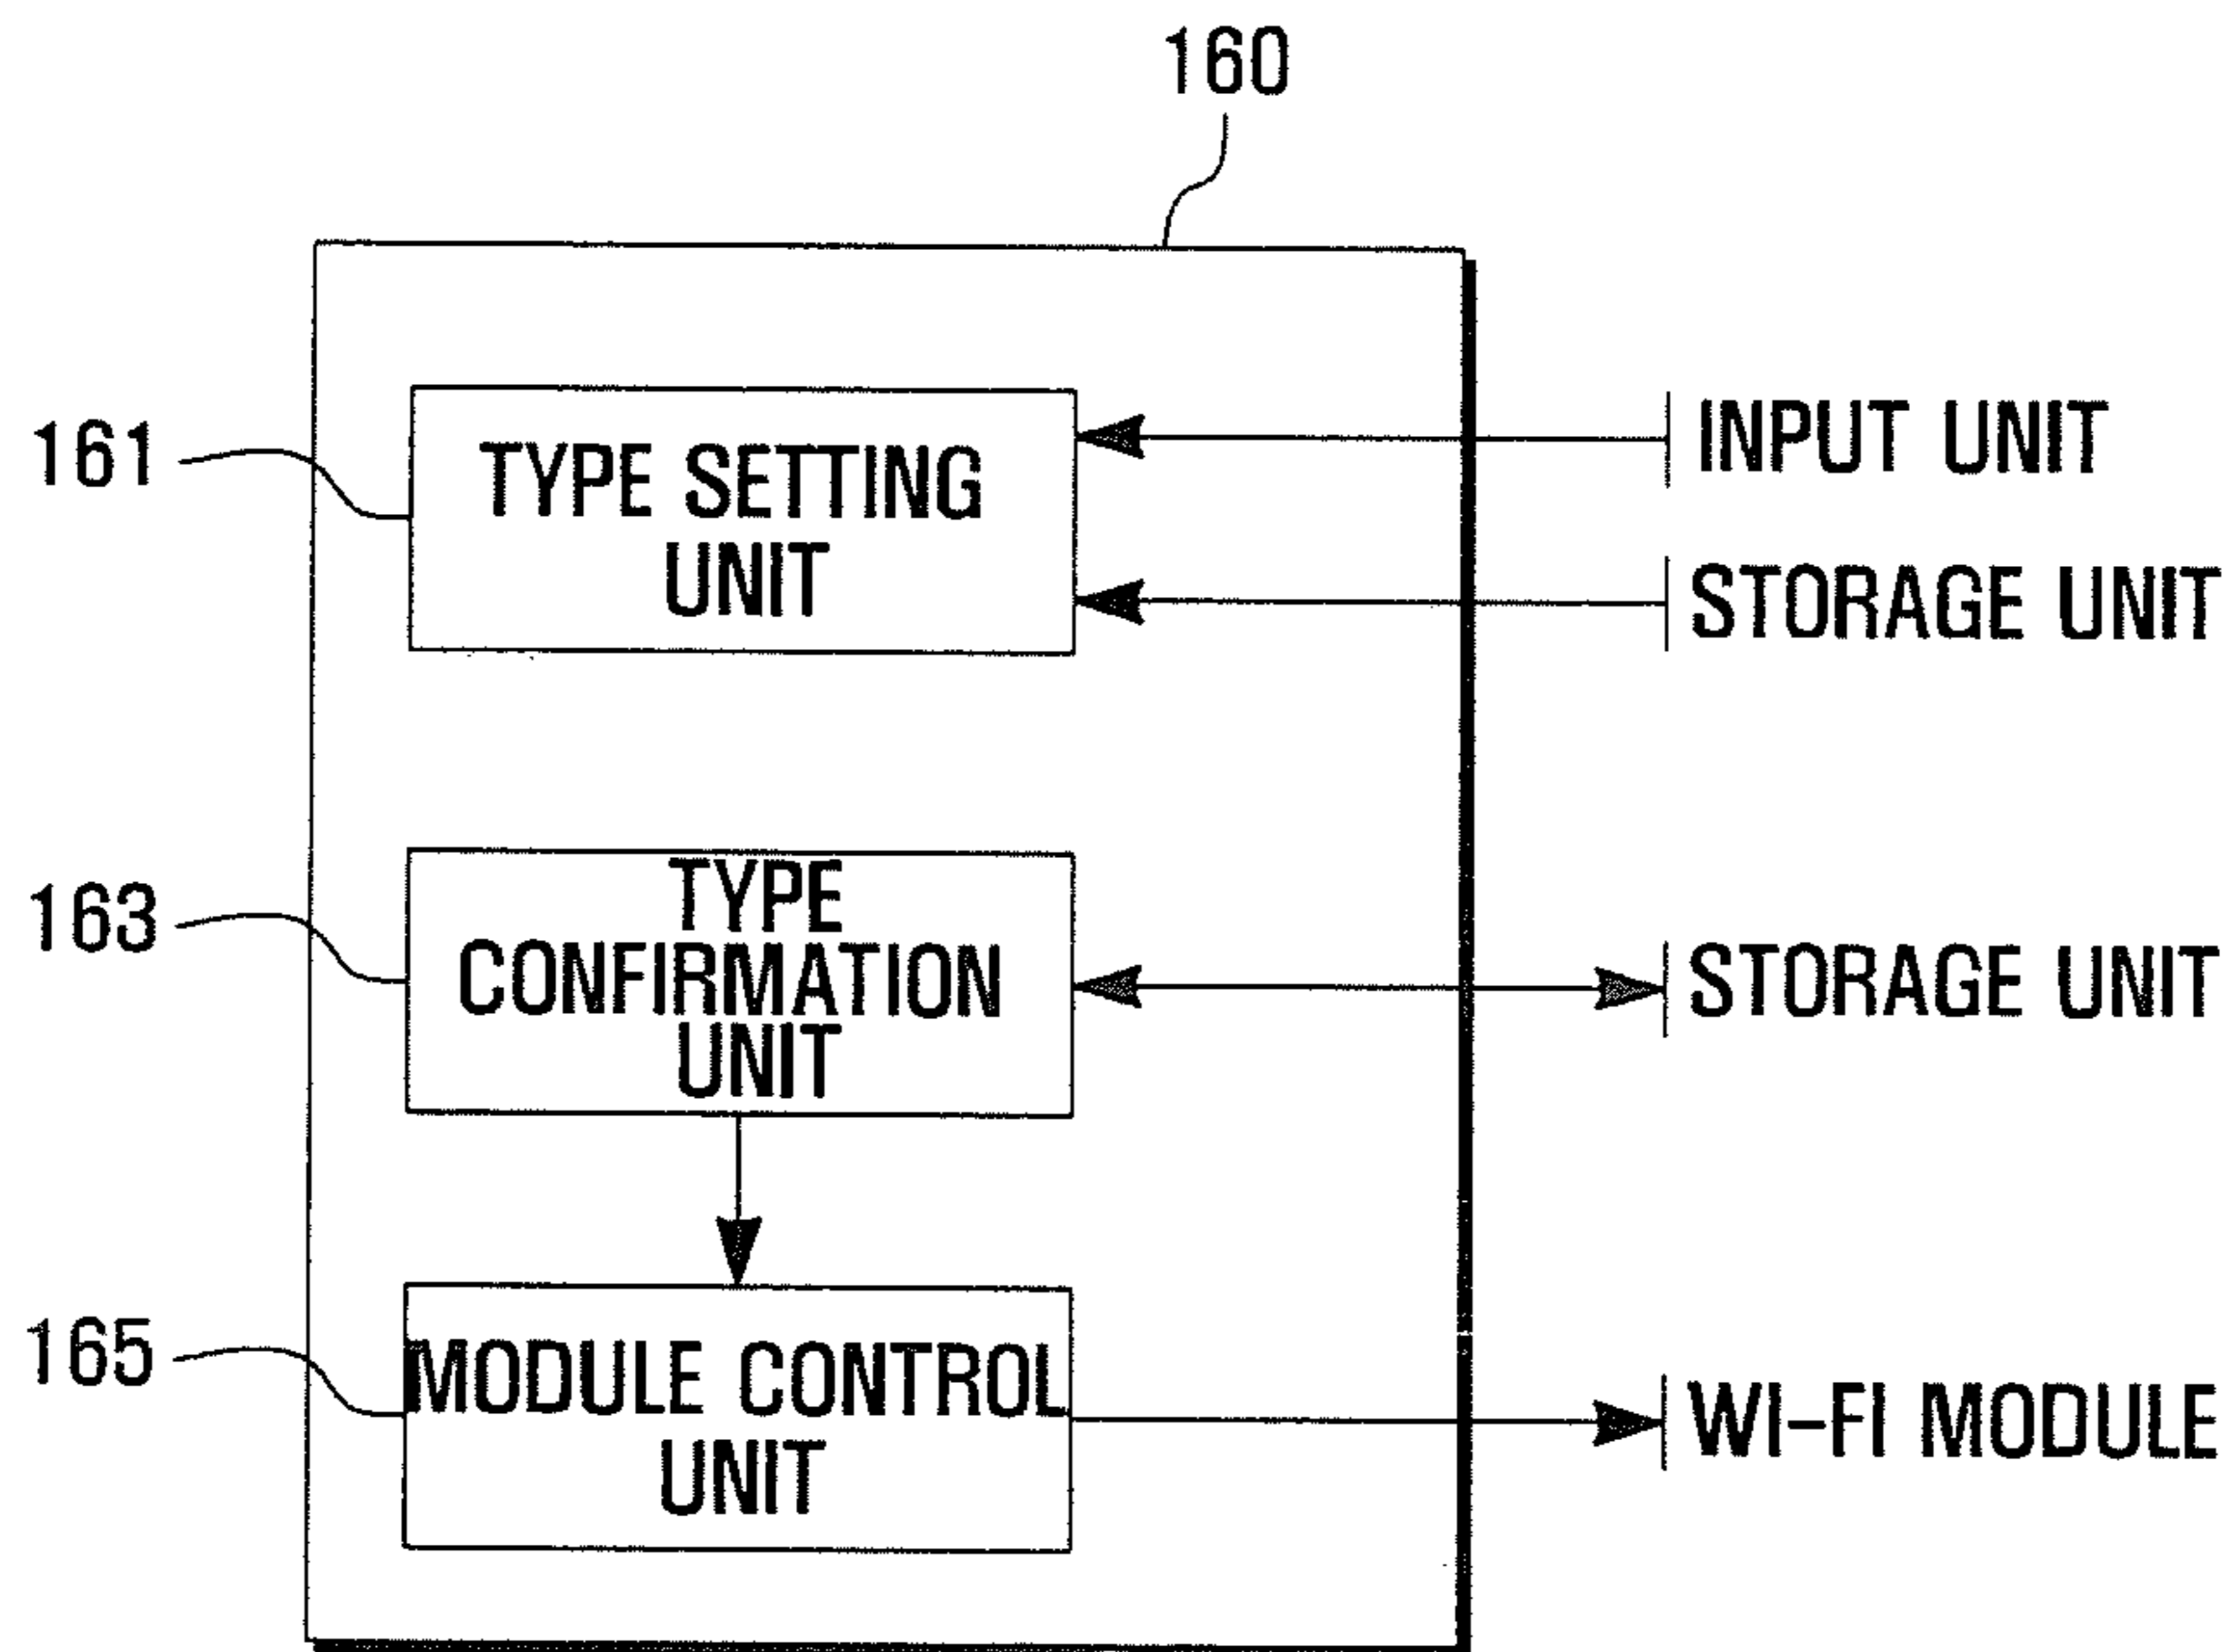 160
161
TYPE SETTING
UNIT
INPUT UNIT
STORAGE UNIT
163
TYPE
CONFIRMATION
UNIT
STORAGE UNIT
165
MODULE CONTROL
UNIT
WI-FI MODULE